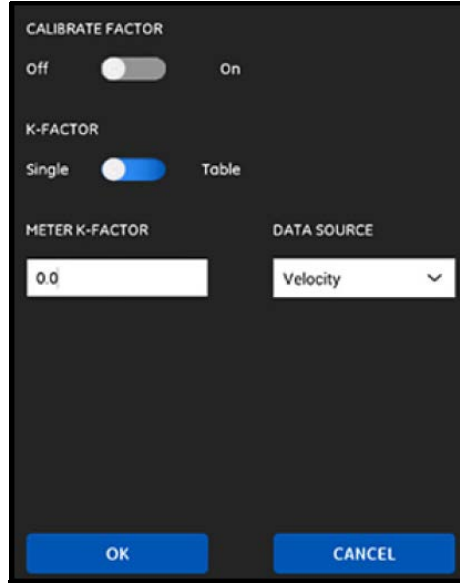 CALIBRATE FACTOR
Off On
K-FACTOR
Single Table
METER K-FACTOR DATA SOURCE
0.0 Velocity
OK CANCEL